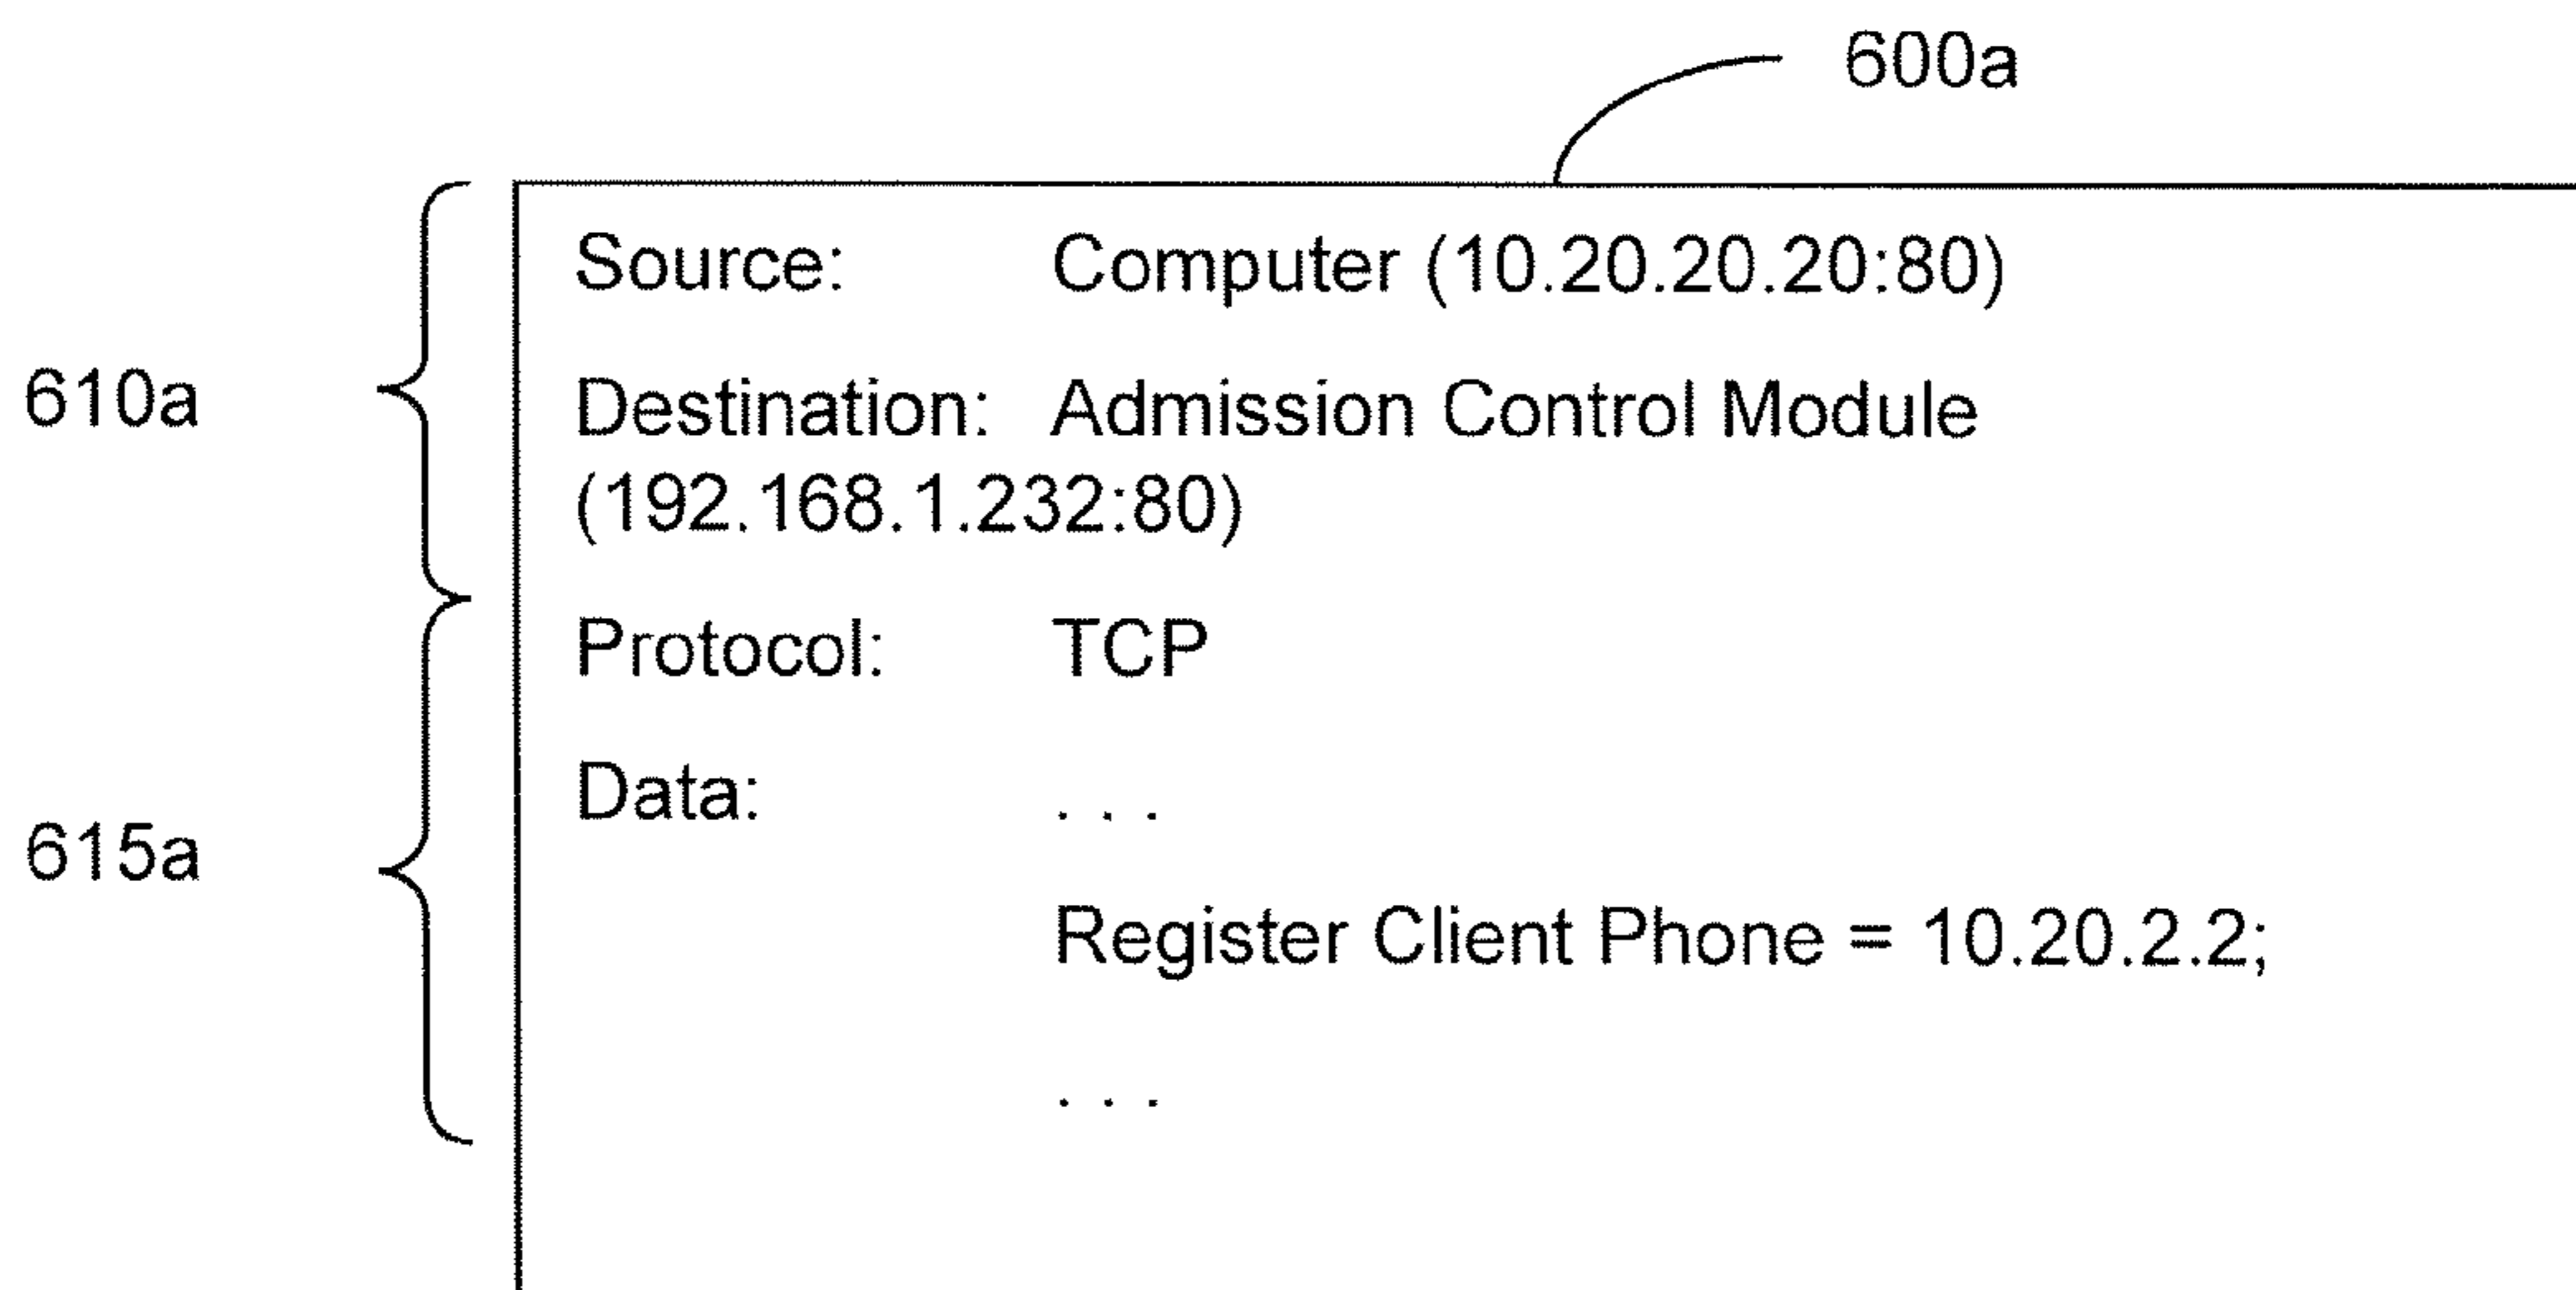 600a
610a
Source: Computer (10.20.20.20:80)
Destination: Admission Control Module
(192.168.1.232:80)
Protocol: TCP
615a
Data: . . .
Register Client Phone = 10.20.2.2;
. . .